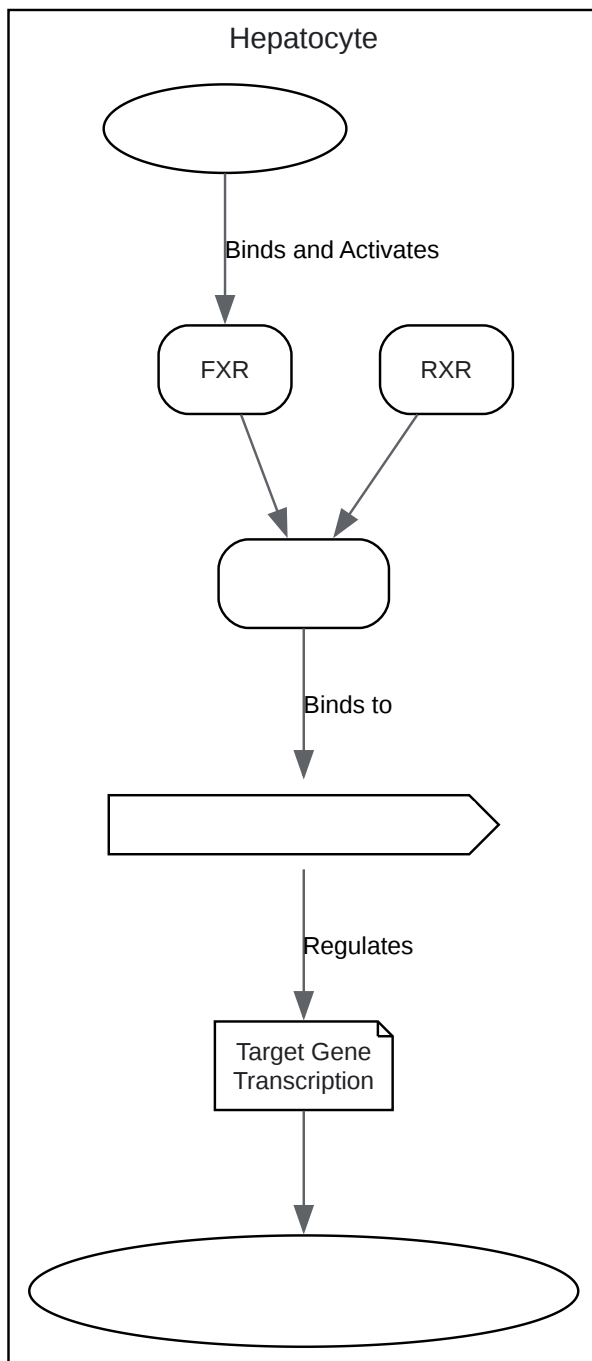 Hepatocyte
Binds and Activates
FXR
RXR
Binds to
Regulates
Target Gene
Transcription